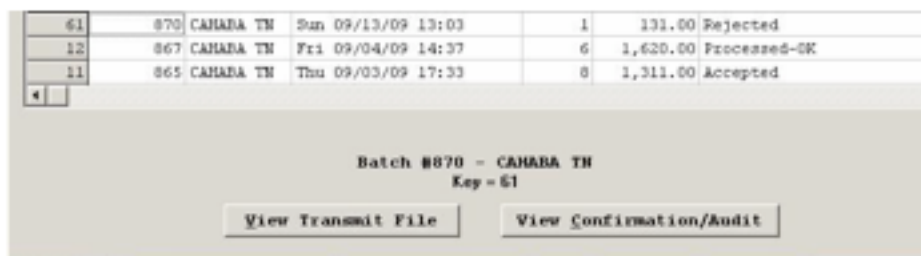 61 870 CAHABA TN Sun 09/13/09 13:03 1 131.00 Rejected
12 867 CAHABA TN Fri 09/04/09 14:37 6 1,620.00 Processed-OK
11 865 CAHABA TN Thu 09/03/09 17:33 8 1,311.00 Accepted
Batch #870 - CAHABA TN
Key = 61
View Transmit File View Confirmation/Audit